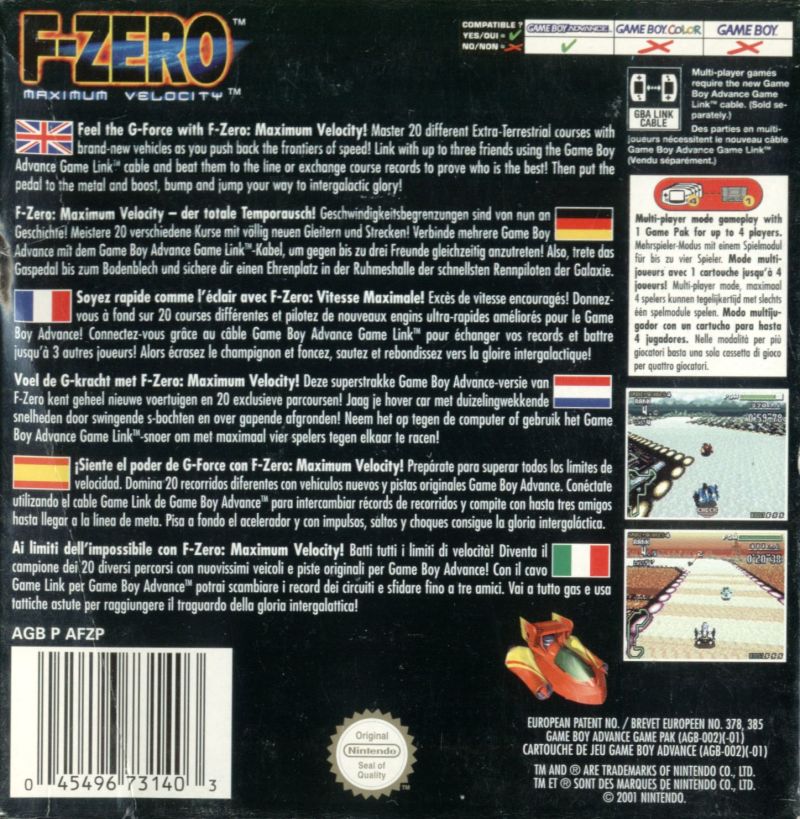 F-ZERO™
MAXIMUM VELOCITY™
COMPATIBLE ?
YES/OUI = ✓
NO/NON = ✗
GAME BOY ADVANCE
GAME BOY COLOR
GAME BOY
✓ ✗ ✗
GBA LINK
CABLE
Multi-player games
require the new Game
Boy Advance Game
Link™ cable. (Sold se-
parately.)
Des parties en multi-
joueurs nécessitent le nouveau câble
Game Boy Advance Game Link™
(Vendu séparément.)
Feel the G-Force with F-Zero: Maximum Velocity! Master 20 different Extra-Terrestrial courses with
brand-new vehicles as you push back the frontiers of speed! Link with up to three friends using the Game Boy
Advance Game Link™ cable and beat them to the line or exchange course records to prove who is the best! Then put the
pedal to the metal and boost, bump and jump your way to intergalactic glory!
F-Zero: Maximum Velocity – der totale Temporausch! Geschwindigkeitsbegrenzungen sind von nun an
Geschichte! Meistere 20 verschiedene Kurse mit völlig neuen Gleitern und Strecken! Verbinde mehrere Game Boy
Advance mit dem Game Boy Advance Game Link™-Kabel, um gegen bis zu drei Freunde gleichzeitig anzutreten! Also, trete das
Gaspedal bis zum Bodenblech und sichere dir einen Ehrenplatz in der Ruhmeshalle der schnellsten Rennpiloten der Galaxie.
Soyez rapide comme l'éclair avec F-Zero: Vitesse Maximale! Excès de vitesse encouragés! Donnez-
vous à fond sur 20 courses différentes et pilotez de nouveaux engins ultra-rapides améliorés pour le Game
Boy Advance! Connectez-vous grâce au câble Game Boy Advance Game Link™ pour échanger vos records et battre
jusqu'à 3 autres joueurs! Alors écrasez le champignon et foncez, sautez et rebondissez vers la gloire intergalactique!
Voel de G-kracht met F-Zero: Maximum Velocity! Deze superstrakke Game Boy Advance-versie van
F-Zero kent geheel nieuwe voertuigen en 20 exclusieve parcoursen! Jaag je hover car met duizelingwekkende
snelheden door swingende s-bochten en over gapende afgronden! Neem het op tegen de computer of gebruik het Game
Boy Advance Game Link™-snoer om met maximaal vier spelers tegen elkaar te racen!
¡Siente el poder de G-Force con F-Zero: Maximum Velocity! Prepárate para superar todos los límites de
velocidad. Domina 20 recorridos diferentes con vehículos nuevos y pistas originales Game Boy Advance. Conéctate
utilizando el cable Game Link de Game Boy Advance™ para intercambiar récords de recorridos y compite con hasta tres amigos
hasta llegar a la línea de meta. Pisa a fondo el acelerador y con impulsos, saltos y choques consigue la gloria intergaláctica.
Ai limiti dell'impossibile con F-Zero: Maximum Velocity! Batti tutti i limiti di velocità! Diventa il
campione dei 20 diversi percorsi con nuovissimi veicoli e piste originali per Game Boy Advance! Con il cavo
Game Link per Game Boy Advance™ potrai scambiare i record dei circuiti e sfidare fino a tre amici. Vai a tutto gas e usa
tattiche astute per raggiungere il traguardo della gloria intergalattica!
4 1
Multi-player mode gameplay with
1 Game Pak for up to 4 players.
Mehrspieler-Modus mit einem Spielmodul
für bis zu vier Spieler. Mode multi-
joueurs avec 1 cartouche jusqu'à 4
joueurs! Multi-player mode, maximaal
4 spelers kunnen tegelijkertijd met slechts
één spelmodule spelen. Modo multiju-
gador con un cartucho para hasta
4 jugadores. Nelle modalità per più
giocatori basta una sola cassetta di gioco
per quattro giocatori.
RANK
4
0'59"78
RANK
4
0'20"38
AGB P AFZP
0 45496 73140 3
Original
Nintendo
Seal of
Quality
™
EUROPEAN PATENT NO. / BREVET EUROPEEN NO. 378, 385
GAME BOY ADVANCE GAME PAK (AGB-002)(-01)
CARTOUCHE DE JEU GAME BOY ADVANCE (AGB-002)(-01)
TM AND ® ARE TRADEMARKS OF NINTENDO CO., LTD.
TM ET ® SONT DES MARQUES DE NINTENDO CO., LTD.
© 2001 NINTENDO.